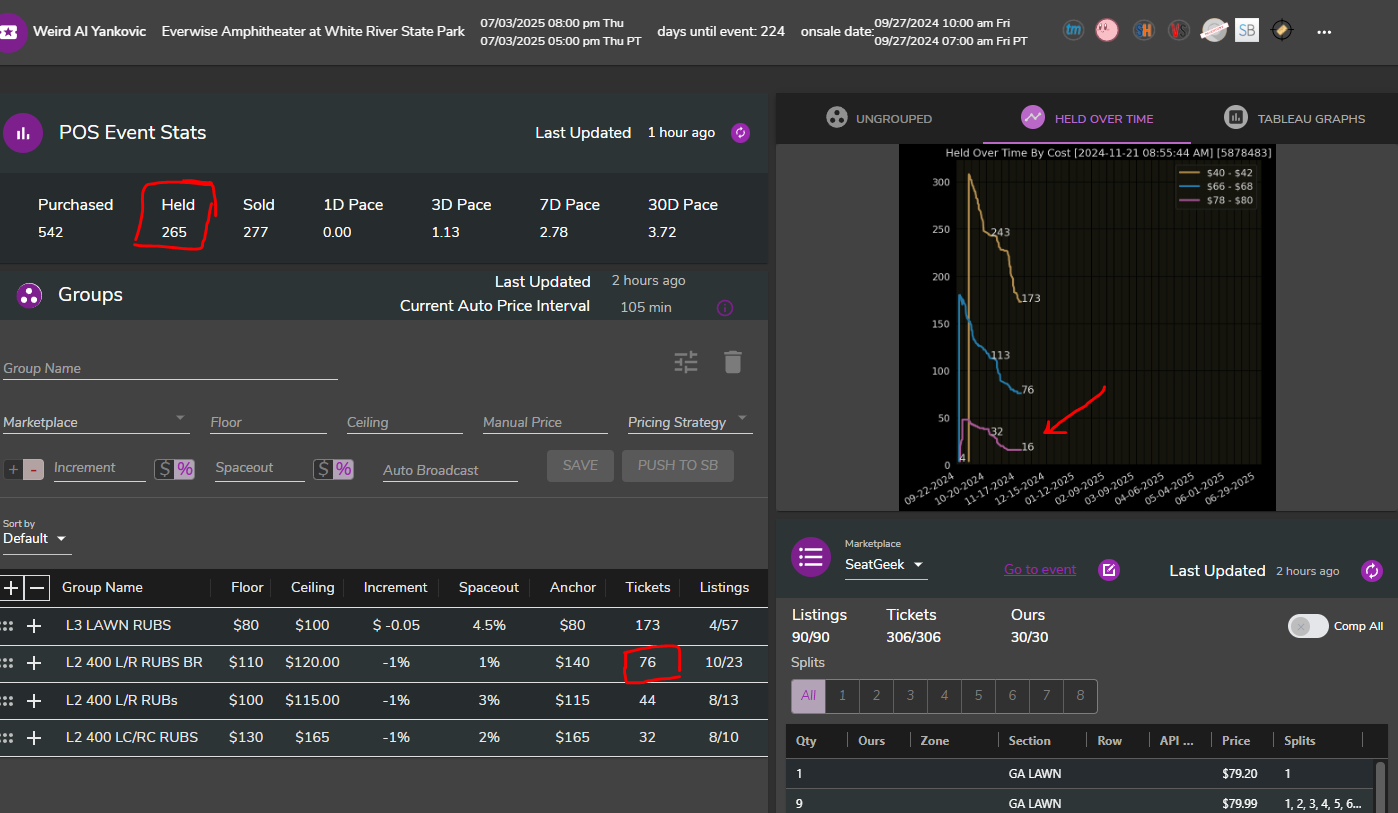 Weird Al Yankovic Everwise Amphitheater at White River State Park 07/03/2025 08:00 pm Thu days until event: 224 onsale date: 09/27/2024 10:00 am Fri tm SH VS SB ...
07/03/2025 05:00 pm Thu PT 09/27/2024 07:00 am Fri PT
POS Event Stats Last Updated 1 hour ago
Purchased Held Sold 1D Pace 3D Pace 7D Pace 30D Pace
542 265 277 0.00 1.13 2.78 3.72
Groups Last Updated 2 hours ago
Current Auto Price Interval 105 min
Group Name
Marketplace Floor Ceiling Manual Price Pricing Strategy
+ - Increment $ % Spaceout $ % Auto Broadcast SAVE PUSH TO SB
Sort by
Default
+ − Group Name Floor Ceiling Increment Spaceout Anchor Tickets Listings
+ L3 LAWN RUBS $80 $100 $ -0.05 4.5% $80 173 4/57
+ L2 400 L/R RUBS BR $110 $120.00 -1% 1% $140 76 10/23
+ L2 400 L/R RUBs $100 $115.00 -1% 3% $115 44 8/13
+ L2 400 LC/RC RUBS $130 $165 -1% 2% $165 32 8/10
UNGROUPED HELD OVER TIME TABLEAU GRAPHS
Held Over Time By Cost [2024-11-21 08:55:44 AM] [5878483]
$40 - $42
$66 - $68
$78 - $80
300
250
200
150
100
50
0
243
173
113
76
32
16
4
09-22-2024 10-20-2024 11-17-2024 12-15-2024 01-12-2025 02-09-2025 03-09-2025 04-06-2025 05-04-2025 06-01-2025 06-29-2025
Marketplace
SeatGeek Go to event Last Updated 2 hours ago
Listings Tickets Ours
90/90 306/306 30/30 Comp All
Splits
All 1 2 3 4 5 6 7 8
Qty Ours Zone Section Row API ... Price Splits
1 GA LAWN $79.20 1
9 GA LAWN $79.99 1, 2, 3, 4, 5, 6...